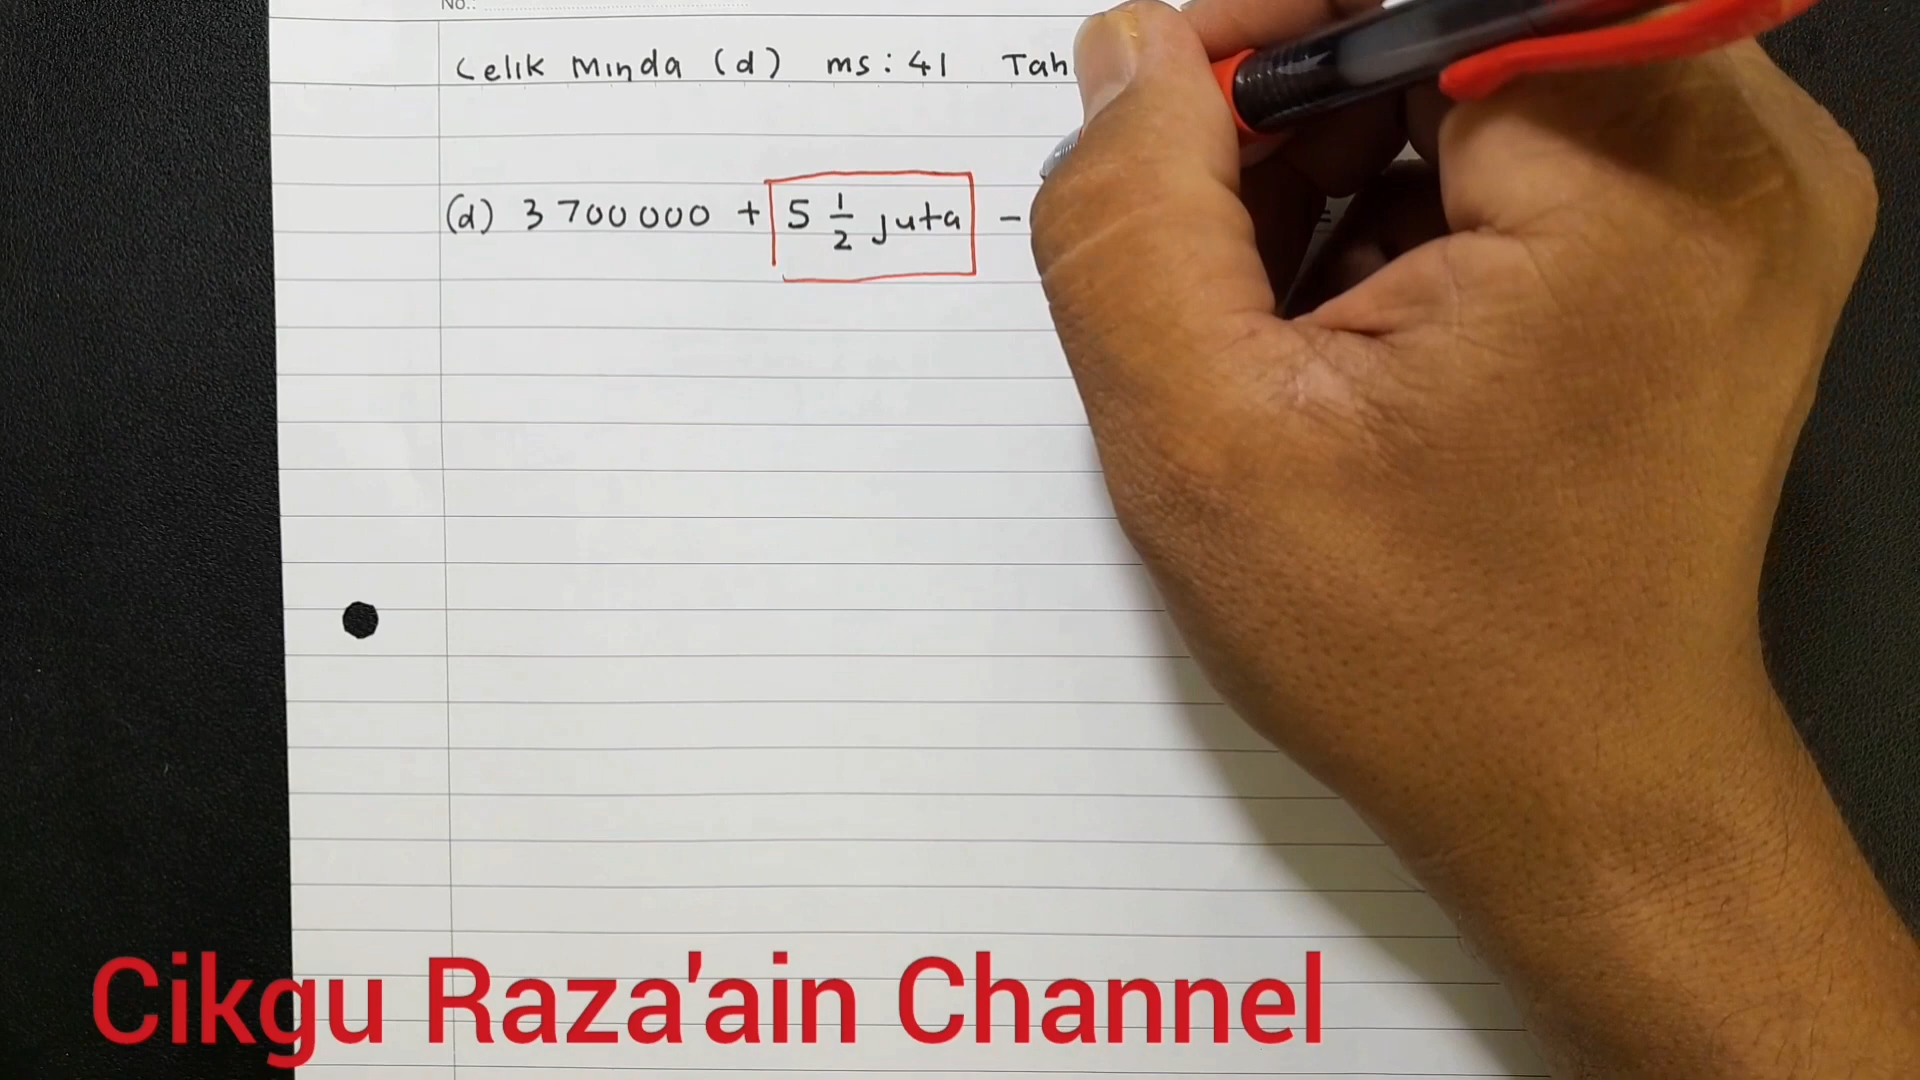 No.:
Celik Minda (d) ms: 41 Tah
(d) 3 700 000 + 5 1/2 juta -
Cikgu Raza'ain Channel